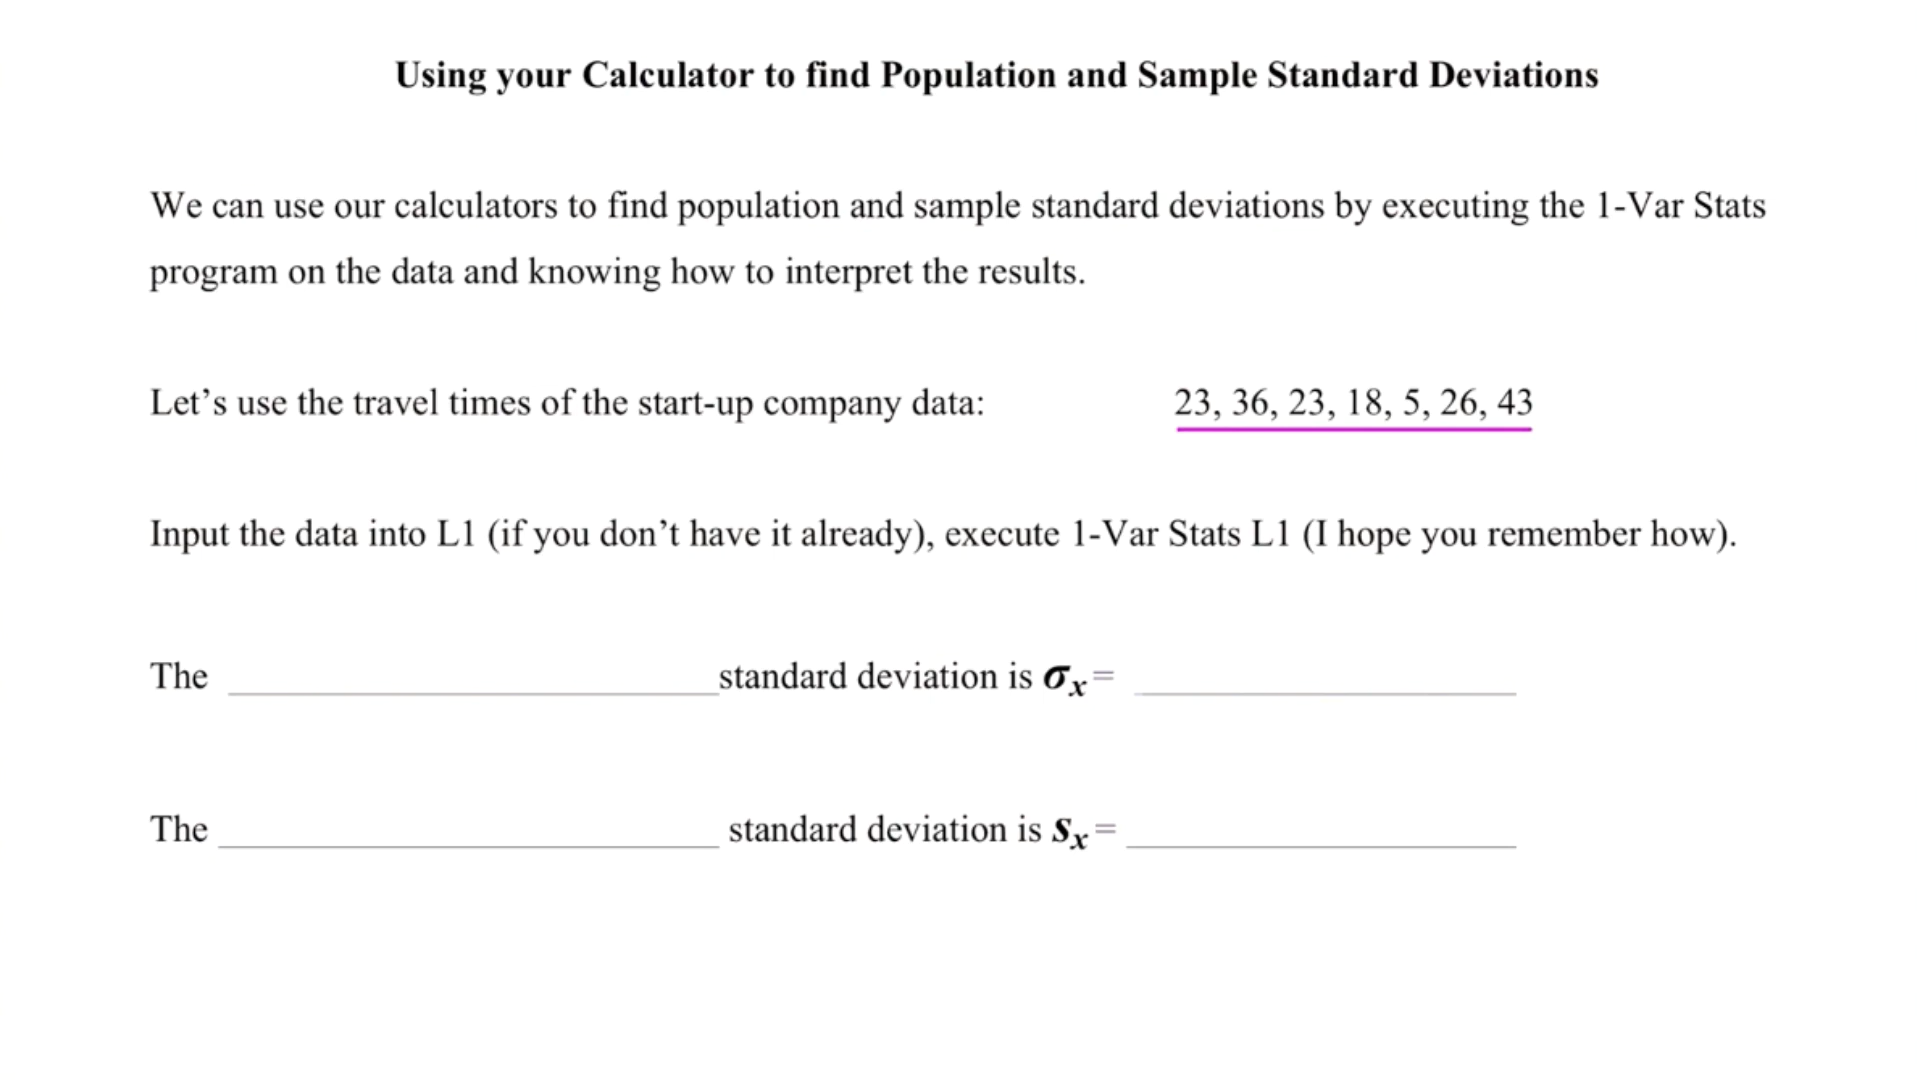 Using your Calculator to find Population and Sample Standard Deviations
We can use our calculators to find population and sample standard deviations by executing the 1-Var Stats
program on the data and knowing how to interpret the results.
Let’s use the travel times of the start-up company data: 23, 36, 23, 18, 5, 26, 43
Input the data into L1 (if you don’t have it already), execute 1-Var Stats L1 (I hope you remember how).
The ____________________ standard deviation is σx = ____________________
The ____________________ standard deviation is sx = ____________________